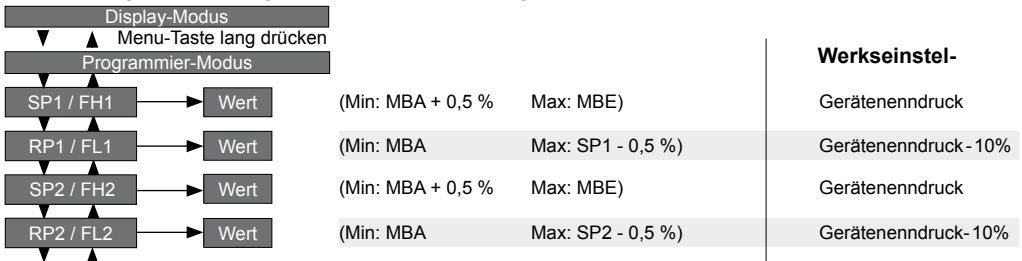 Display-Modus
Menu-Taste lang drücken
Programmier-Modus
Werkseinstel-
SP1 / FH1 Wert (Min: MBA + 0,5 % Max: MBE) Gerätenenndruck
RP1 / FL1 Wert (Min: MBA Max: SP1 - 0,5 %) Gerätenenndruck - 10%
SP2 / FH2 Wert (Min: MBA + 0,5 % Max: MBE) Gerätenenndruck
RP2 / FL2 Wert (Min: MBA Max: SP2 - 0,5 %) Gerätenenndruck- 10%